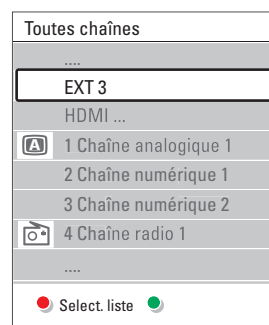 Toutes chaînes
....
EXT 3
HDMI ...
A 1 Chaîne analogique 1
2 Chaîne numérique 1
3 Chaîne numérique 2
4 Chaîne radio 1
....
Select. liste